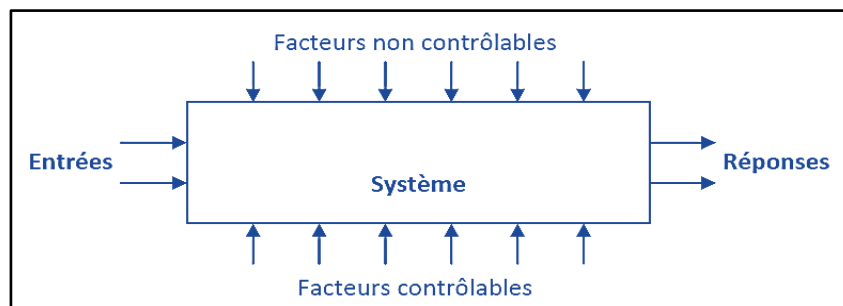 Facteurs non contrôlables
Entrées
Système
Réponses
Facteurs contrôlables